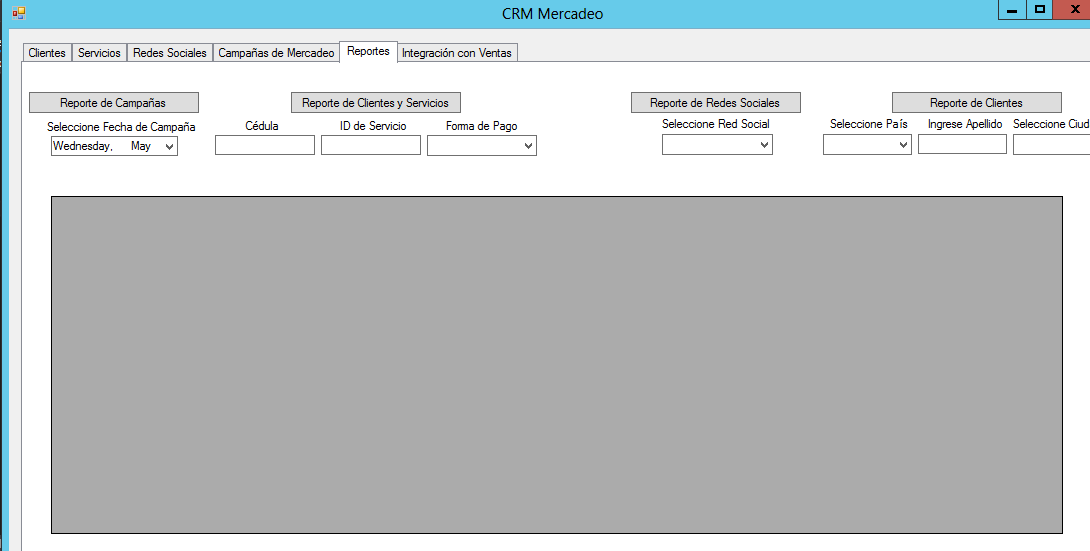 CRM Mercadeo
Clientes Servicios Redes Sociales Campañas de Mercadeo Reportes Integración con Ventas
Reporte de Campañas Reporte de Clientes y Servicios Reporte de Redes Sociales Reporte de Clientes
Seleccione Fecha de Campaña Cédula ID de Servicio Forma de Pago Seleccione Red Social Seleccione País Ingrese Apellido Seleccione Ciud
Wednesday, May